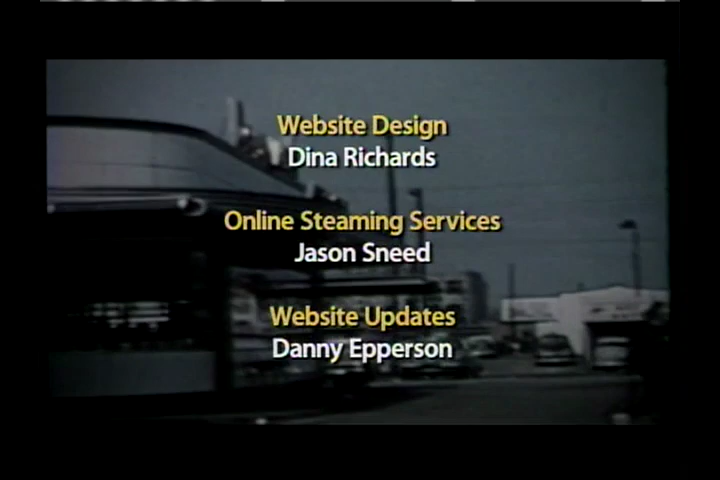 Website Design
Dina Richards
Online Steaming Services
Jason Sneed
Website Updates
Danny Epperson